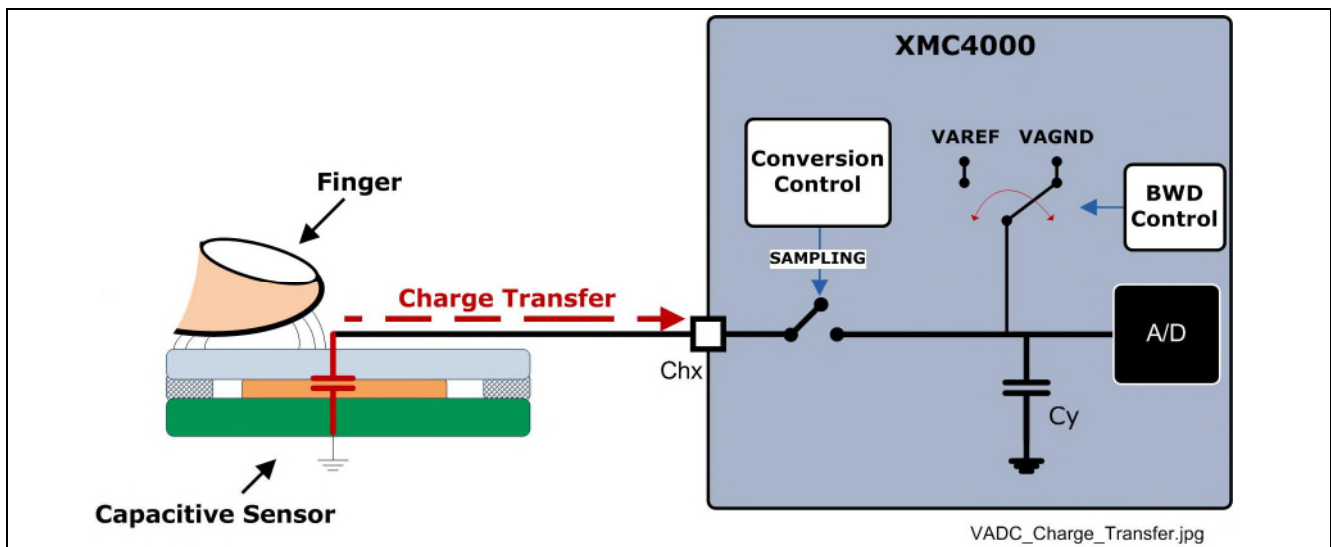 XMC4000
Conversion
Control
VAREF VAGND
BWD
Control
Finger
SAMPLING
Charge Transfer
Chx
A/D
Cy
Capacitive Sensor
VADC_Charge_Transfer.jpg